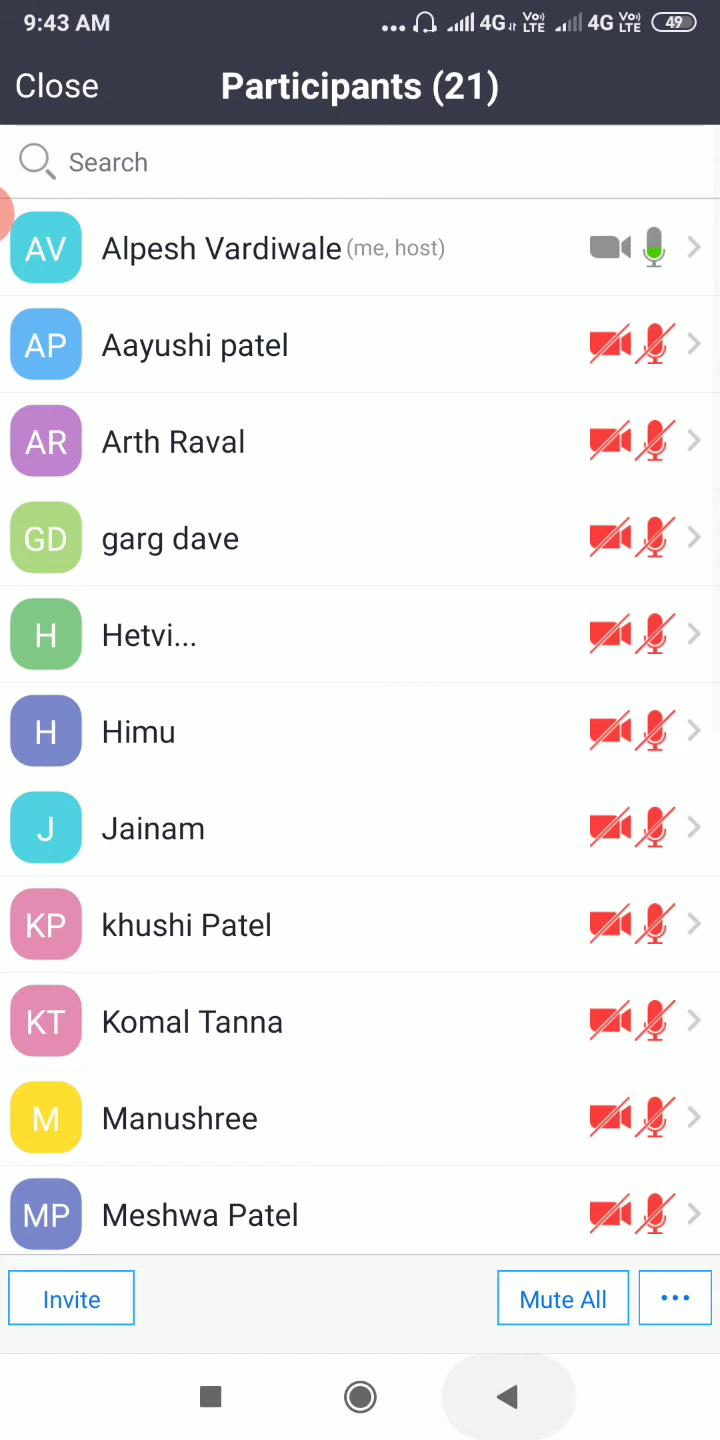 9:43 AM ... 4G Vo) LTE 4G Vo) LTE 49
Close Participants (21)
Search
AV Alpesh Vardiwale (me, host)
AP Aayushi patel
AR Arth Raval
GD garg dave
H Hetvi...
H Himu
J Jainam
KP khushi Patel
KT Komal Tanna
M Manushree
MP Meshwa Patel
Invite Mute All ...